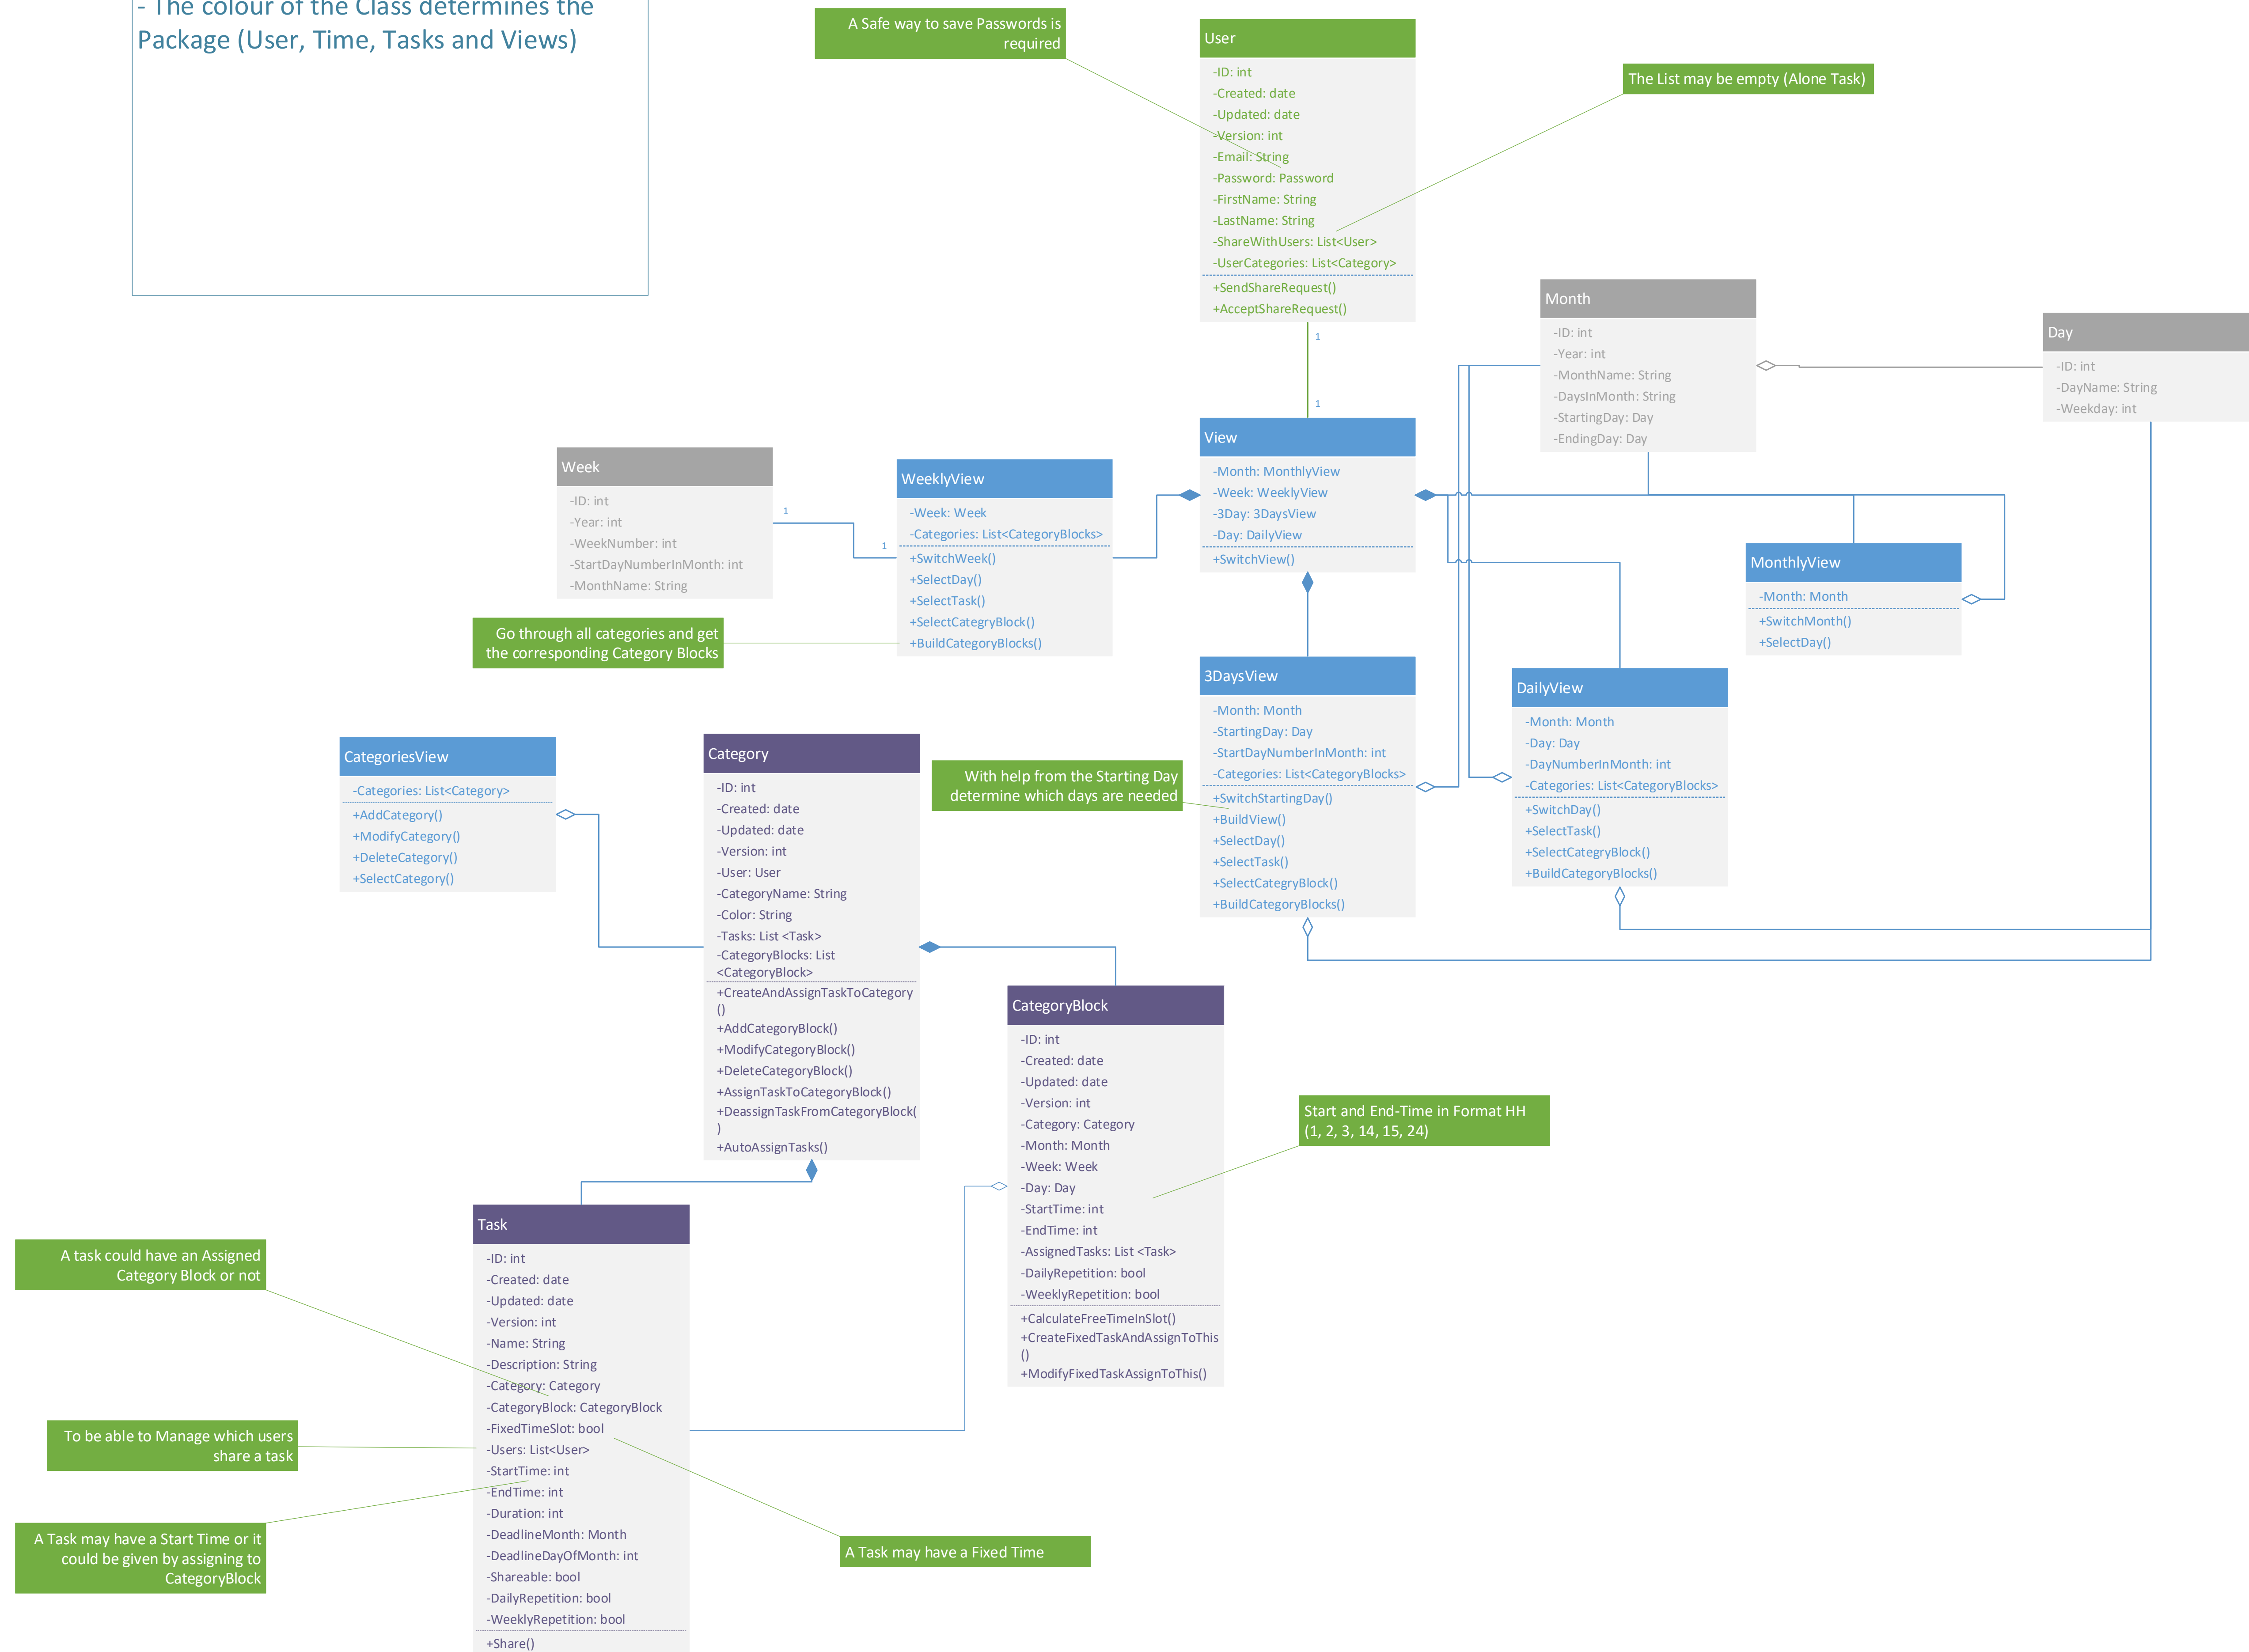 - The colour of the Class determines the
Package (User, Time, Tasks and Views)
A Safe way to save Passwords is
required
User
-ID: int
-Created: date
-Updated: date
-Version: int
-Email: String
-Password: Password
-FirstName: String
-LastName: String
-ShareWithUsers: List<User>
-UserCategories: List<Category>
+SendShareRequest()
+AcceptShareRequest()
The List may be empty (Alone Task)
1
1
Month
-ID: int
-Year: int
-MonthName: String
-DaysInMonth: String
-StartingDay: Day
-EndingDay: Day
Day
-ID: int
-DayName: String
-Weekday: int
Week
-ID: int
-Year: int
-WeekNumber: int
-StartDayNumberInMonth: int
-MonthName: String
1
1
WeeklyView
-Week: Week
-Categories: List<CategoryBlocks>
+SwitchWeek()
+SelectDay()
+SelectTask()
+SelectCategryBlock()
+BuildCategoryBlocks()
Go through all categories and get
the corresponding Category Blocks
View
-Month: MonthlyView
-Week: WeeklyView
-3Day: 3DaysView
-Day: DailyView
+SwitchView()
MonthlyView
-Month: Month
+SwitchMonth()
+SelectDay()
3DaysView
-Month: Month
-StartingDay: Day
-StartDayNumberInMonth: int
-Categories: List<CategoryBlocks>
+SwitchStartingDay()
+BuildView()
+SelectDay()
+SelectTask()
+SelectCategryBlock()
+BuildCategoryBlocks()
With help from the Starting Day
determine which days are needed
DailyView
-Month: Month
-Day: Day
-DayNumberInMonth: int
-Categories: List<CategoryBlocks>
+SwitchDay()
+SelectTask()
+SelectCategryBlock()
+BuildCategoryBlocks()
CategoriesView
-Categories: List<Category>
+AddCategory()
+ModifyCategory()
+DeleteCategory()
+SelectCategory()
Category
-ID: int
-Created: date
-Updated: date
-Version: int
-User: User
-CategoryName: String
-Color: String
-Tasks: List <Task>
-CategoryBlocks: List
<CategoryBlock>
+CreateAndAssignTaskToCategory
()
+AddCategoryBlock()
+ModifyCategoryBlock()
+DeleteCategoryBlock()
+AssignTaskToCategoryBlock()
+DeassignTaskFromCategoryBlock(
)
+AutoAssignTasks()
CategoryBlock
-ID: int
-Created: date
-Updated: date
-Version: int
-Category: Category
-Month: Month
-Week: Week
-Day: Day
-StartTime: int
-EndTime: int
-AssignedTasks: List <Task>
-DailyRepetition: bool
-WeeklyRepetition: bool
+CalculateFreeTimeInSlot()
+CreateFixedTaskAndAssignToThis
()
+ModifyFixedTaskAssignToThis()
Start and End-Time in Format HH
(1, 2, 3, 14, 15, 24)
Task
-ID: int
-Created: date
-Updated: date
-Version: int
-Name: String
-Description: String
-Category: Category
-CategoryBlock: CategoryBlock
-FixedTimeSlot: bool
-Users: List<User>
-StartTime: int
-EndTime: int
-Duration: int
-DeadlineMonth: Month
-DeadlineDayOfMonth: int
-Shareable: bool
-DailyRepetition: bool
-WeeklyRepetition: bool
+Share()
A task could have an Assigned
Category Block or not
To be able to Manage which users
share a task
A Task may have a Start Time or it
could be given by assigning to
CategoryBlock
A Task may have a Fixed Time